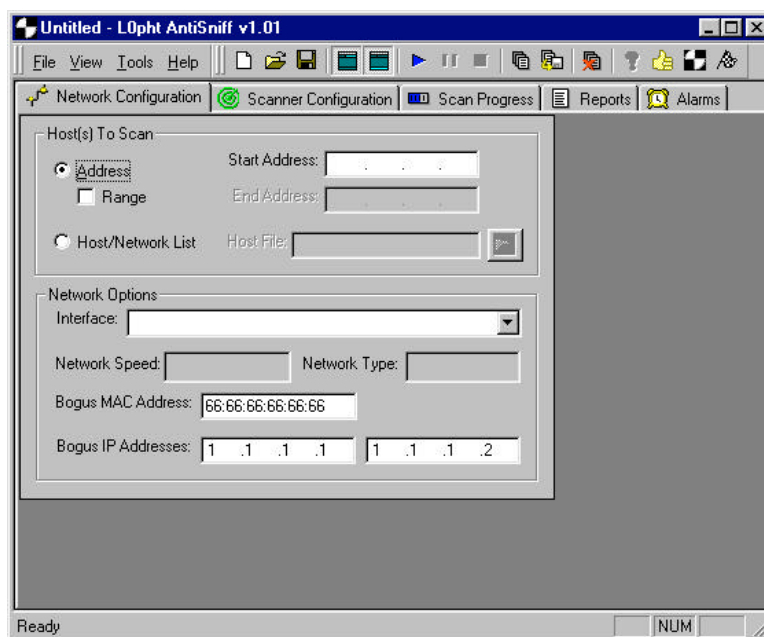 Untitled - L0pht AntiSniff v1.01
File View Tools Help
Network Configuration Scanner Configuration Scan Progress Reports Alarms
Host(s) To Scan
Address Start Address: . . .
Range End Address: . . .
Host/Network List Host File:
Network Options
Interface:
Network Speed: Network Type:
Bogus MAC Address: 66:66:66:66:66:66
Bogus IP Addresses: 1 .1 .1 .1 1 .1 .1 .2
Ready NUM